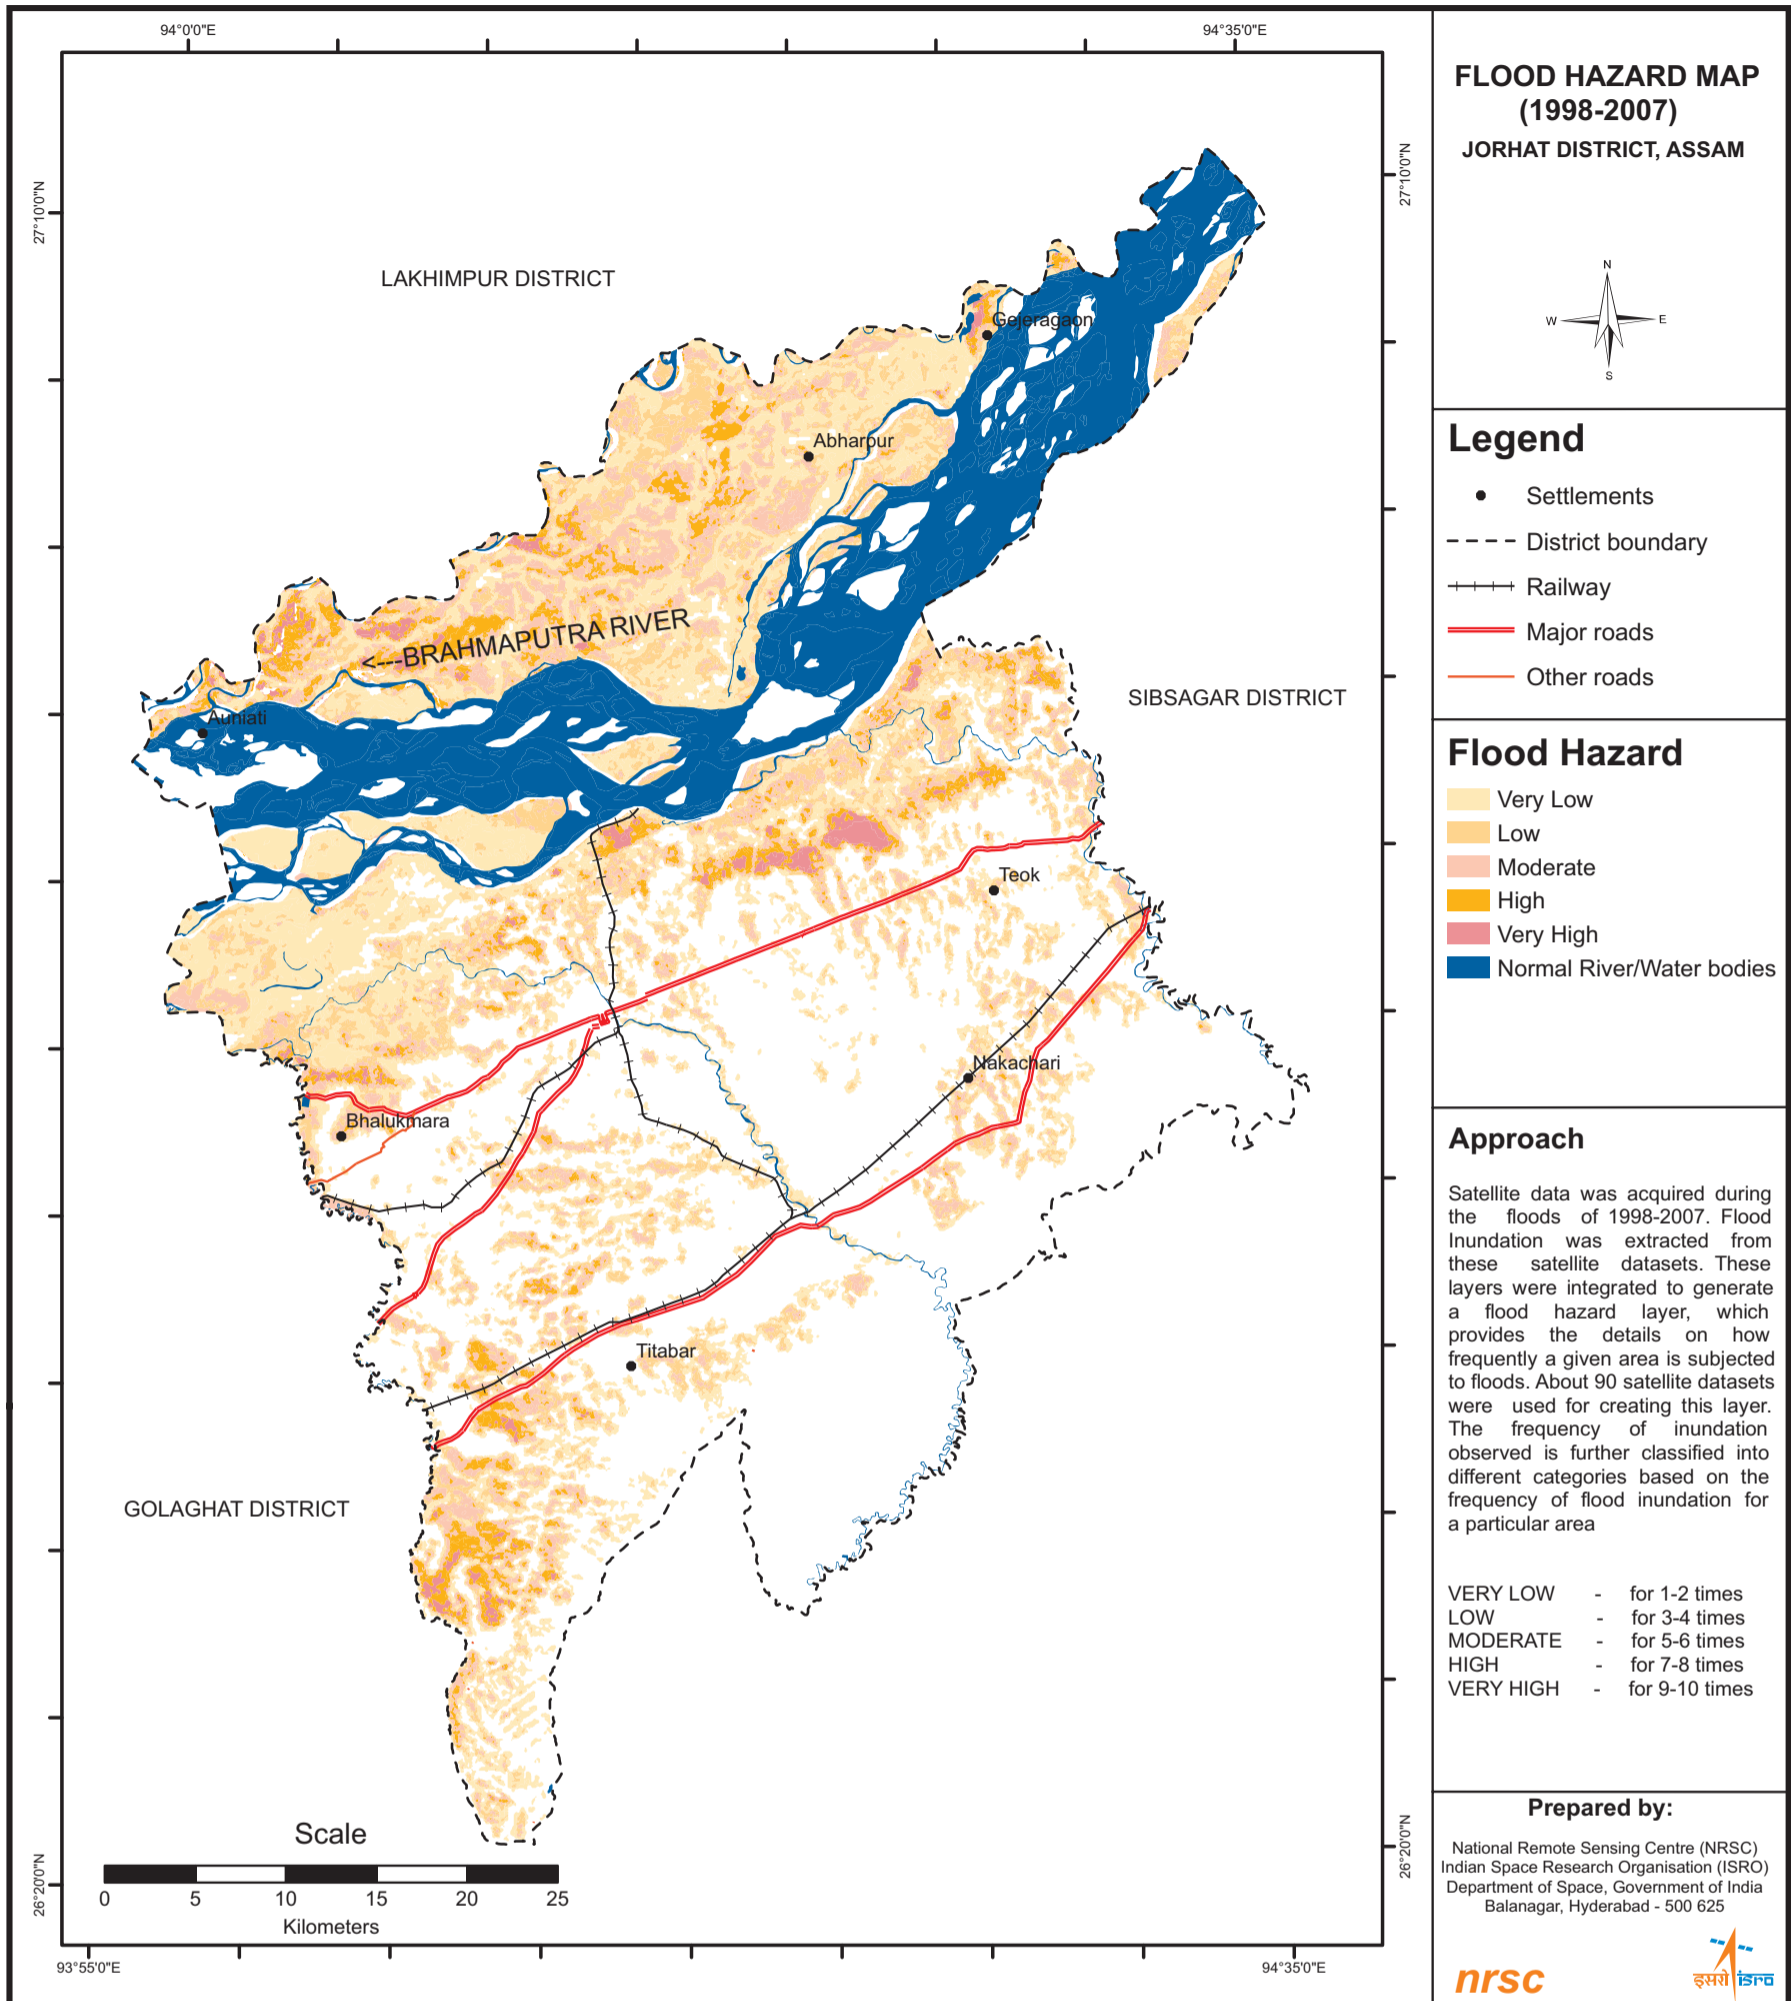 94°0'0"E
94°35'0"E
27°10'0"N
27°10'0"N
LAKHIMPUR DISTRICT
Gejeragaon
Abharpur
<---BRAHMAPUTRA RIVER
SIBSAGAR DISTRICT
Auniati
Teok
Nakachari
Bhalukmara
Titabar
GOLAGHAT DISTRICT
Scale
0 5 10 15 20 25
Kilometers
26°20'0"N
26°20'0"N
93°55'0"E
94°35'0"E
FLOOD HAZARD MAP
(1998-2007)
JORHAT DISTRICT, ASSAM
N
W E
S
Legend
Settlements
District boundary
Railway
Major roads
Other roads
Flood Hazard
Very Low
Low
Moderate
High
Very High
Normal River/Water bodies
Approach
Satellite data was acquired during
the floods of 1998-2007. Flood
Inundation was extracted from
these satellite datasets. These
layers were integrated to generate
a flood hazard layer, which
provides the details on how
frequently a given area is subjected
to floods. About 90 satellite datasets
were used for creating this layer.
The frequency of inundation
observed is further classified into
different categories based on the
frequency of flood inundation for
a particular area
VERY LOW - for 1-2 times
LOW - for 3-4 times
MODERATE - for 5-6 times
HIGH - for 7-8 times
VERY HIGH - for 9-10 times
Prepared by:
National Remote Sensing Centre (NRSC)
Indian Space Research Organisation (ISRO)
Department of Space, Government of India
Balanagar, Hyderabad - 500 625
nrsc
इसरो isro